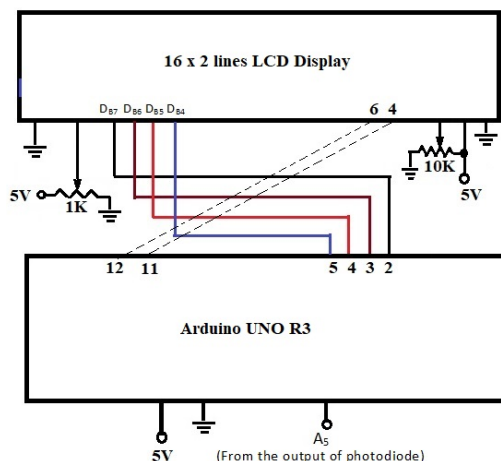 16 x 2 lines LCD Display
DB7 DB6 DB5 DB4 6 4
5V 1K 10K 5V
12 11 5 4 3 2
Arduino UNO R3
5V A5
(From the output of photodiode)